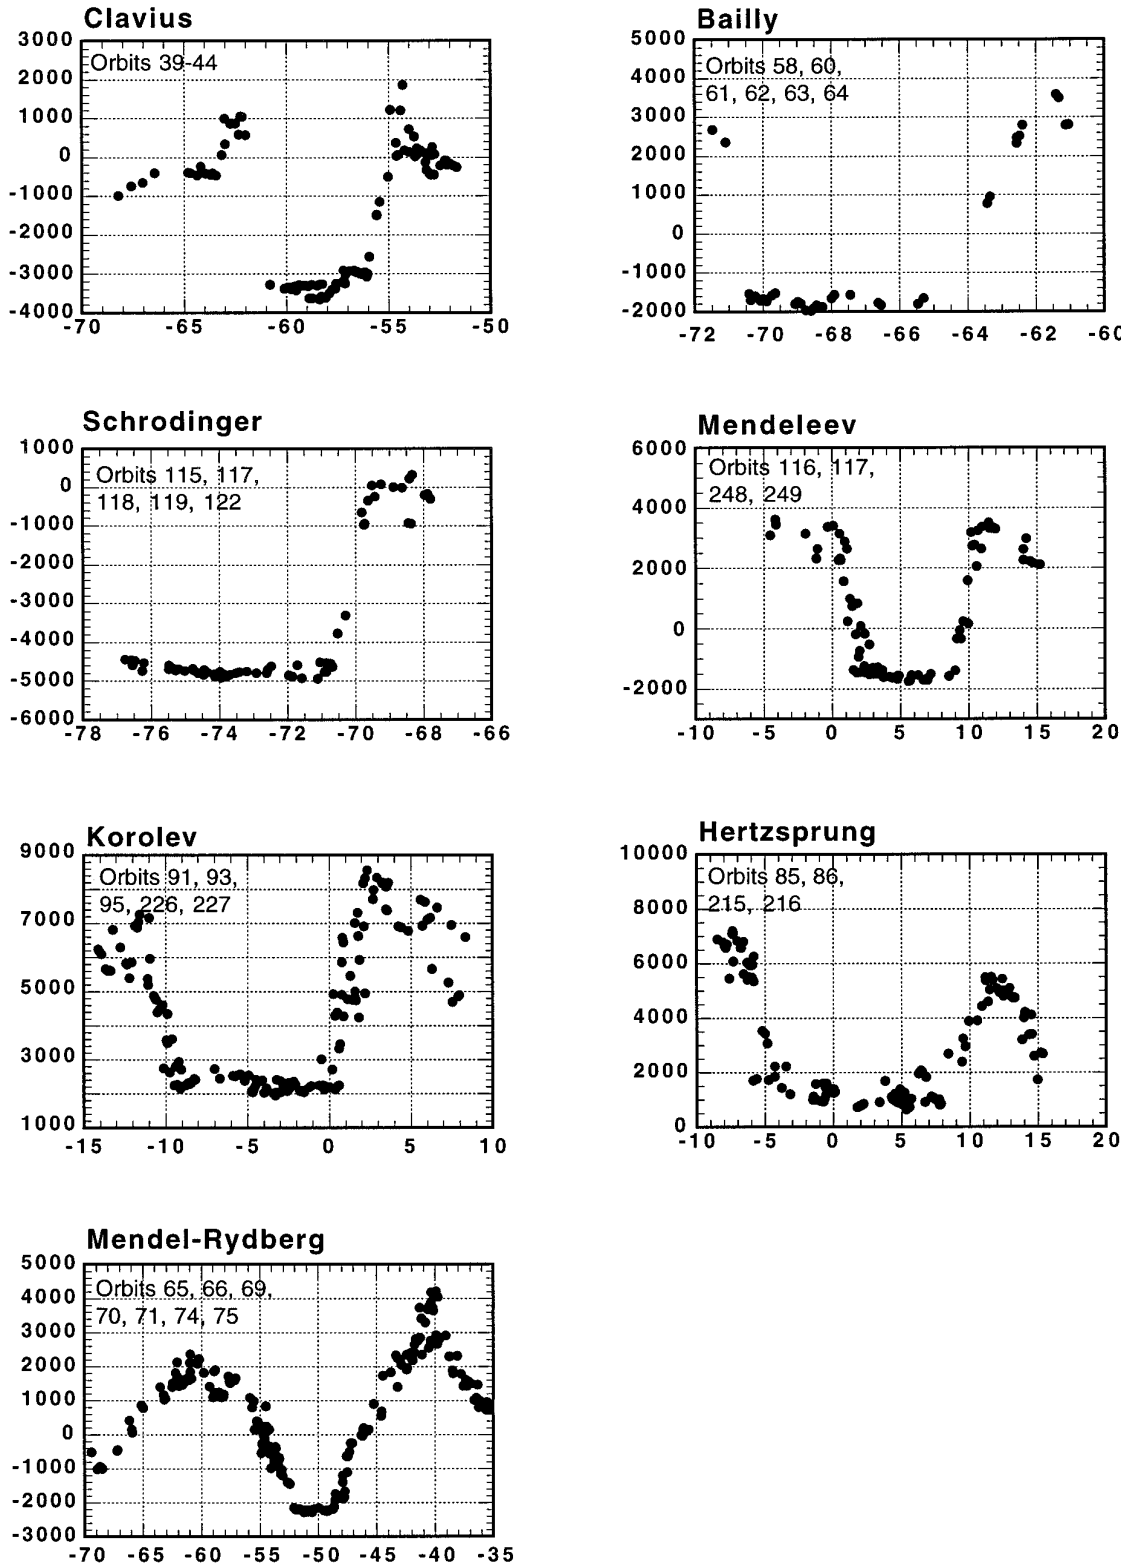 Clavius
3000
Orbits 39-44
2000
1000
0
-1000
-2000
-3000
-4000
-70 -65 -60 -55 -50
Bailly
5000
Orbits 58, 60,
4000
61, 62, 63, 64
3000
2000
1000
0
-1000
-2000
-72 -70 -68 -66 -64 -62 -60
Schrodinger
1000
Orbits 115, 117,
0
118, 119, 122
-1000
-2000
-3000
-4000
-5000
-6000
-78 -76 -74 -72 -70 -68 -66
Mendeleev
6000
Orbits 116, 117,
248, 249
4000
2000
0
-2000
-10 -5 0 5 10 15 20
Korolev
9000
Orbits 91, 93,
95, 226, 227
7000
5000
3000
1000
-15 -10 -5 0 5 10
Hertzsprung
10000
Orbits 85, 86,
215, 216
8000
6000
4000
2000
0
-10 -5 0 5 10 15 20
Mendel-Rydberg
5000
Orbits 65, 66, 69,
4000
70, 71, 74, 75
3000
2000
1000
0
-1000
-2000
-3000
-70 -65 -60 -55 -50 -45 -40 -35